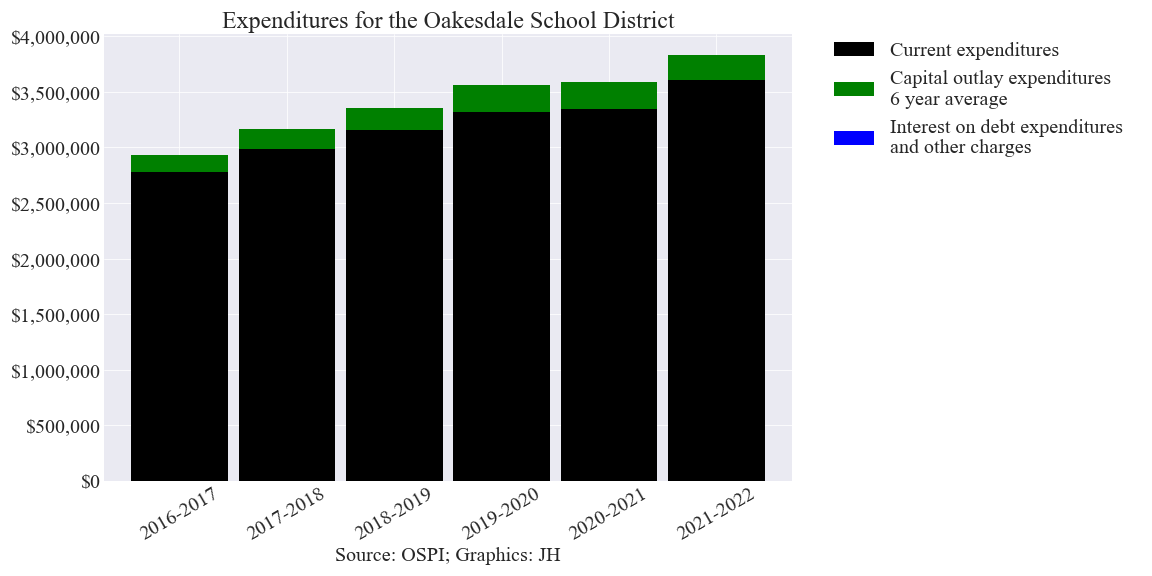 Expenditures for the Oakesdale School District
$4,000,000
$3,500,000
$3,000,000
$2,500,000
$2,000,000
$1,500,000
$1,000,000
$500,000
$0
2016-2017
2017-2018
2018-2019
2019-2020
2020-2021
2021-2022
Source: OSPI; Graphics: JH
Current expenditures
Capital outlay expenditures
6 year average
Interest on debt expenditures
and other charges